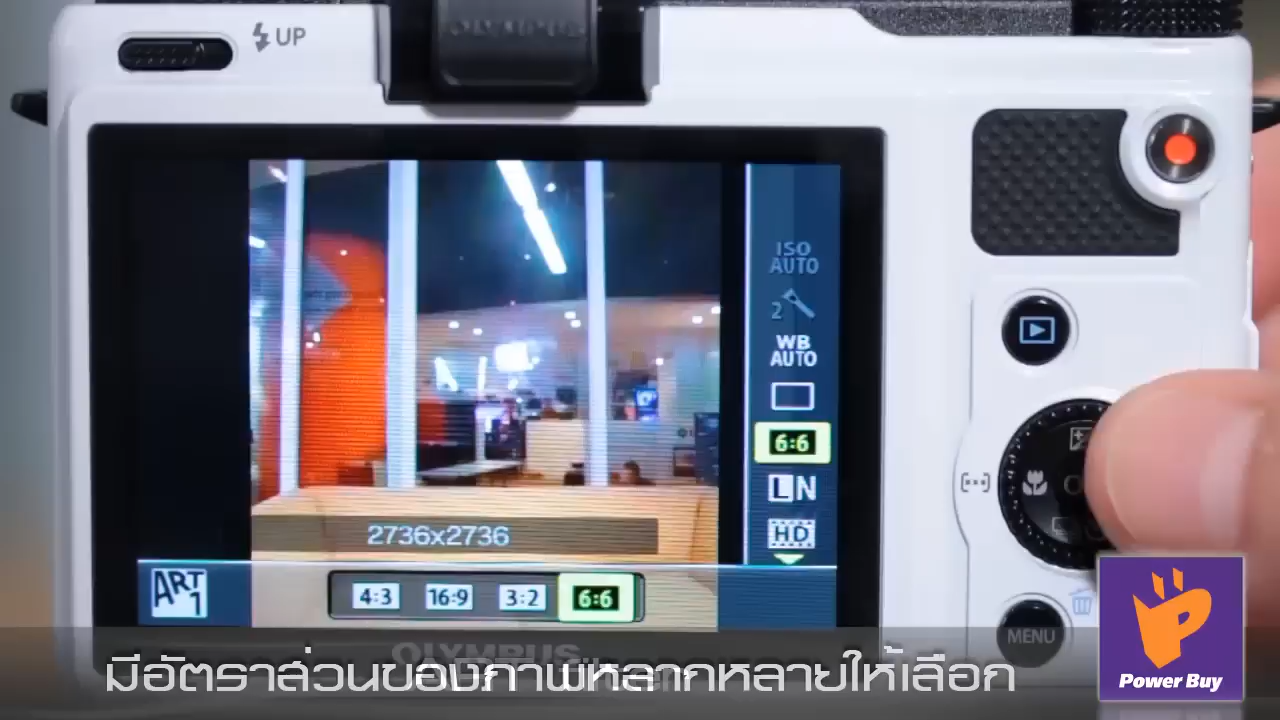 OLYMPUS
UP
ISO
AUTO
2
WB
AUTO
6:6
LN
HD
2736x2736
4:3 16:9 3:2 6:6
ART
1
MENU
OLYMPUS
มีอัตราส่วนของภาพหลากหลายให้เลือก
Power Buy